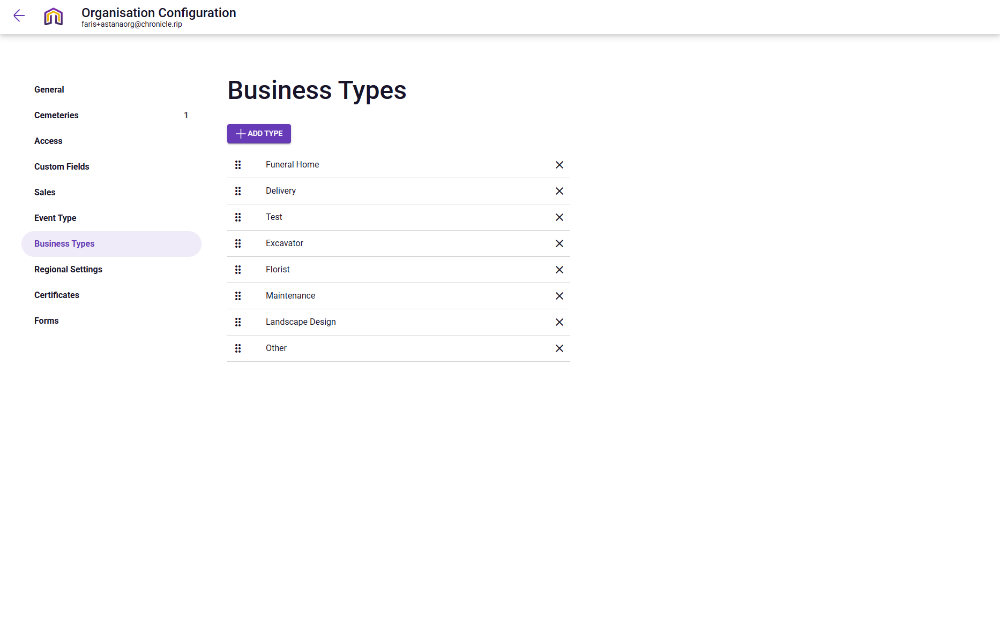 Organisation Configuration
faris+astanaorg@chronicle.rip
General
Cemeteries 1
Access
Custom Fields
Sales
Event Type
Business Types
Regional Settings
Certificates
Forms
Business Types
ADD TYPE
Funeral Home
Delivery
Test
Excavator
Florist
Maintenance
Landscape Design
Other